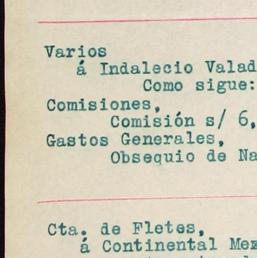 Varios
á Indalecio Valad
Como sigue:
Comisiones,
Comisión s/ 6,
Gastos Generales,
Obsequio de Na
Cta. de Fletes,
á Continental Mex